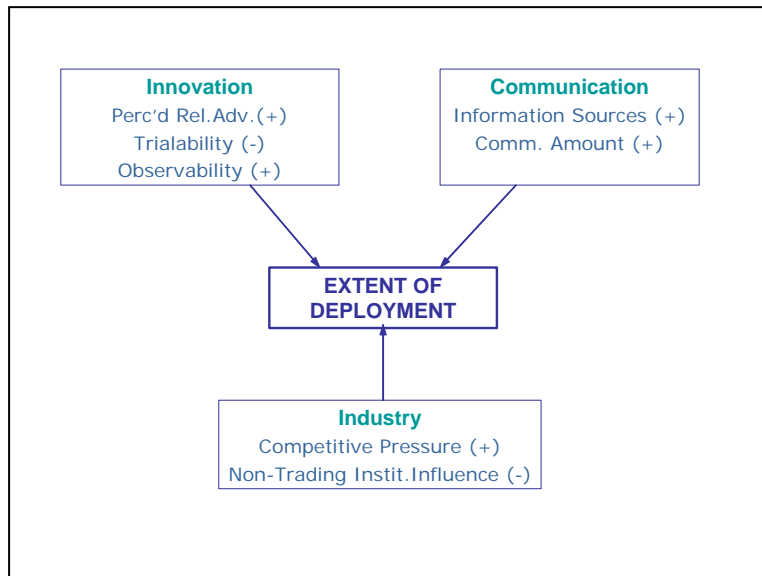 Innovation
Perc'd Rel.Adv.(+)
Trialability (-)
Observability (+)
Communication
Information Sources (+)
Comm. Amount (+)
EXTENT OF
DEPLOYMENT
Industry
Competitive Pressure (+)
Non-Trading Instit.Influence (-)